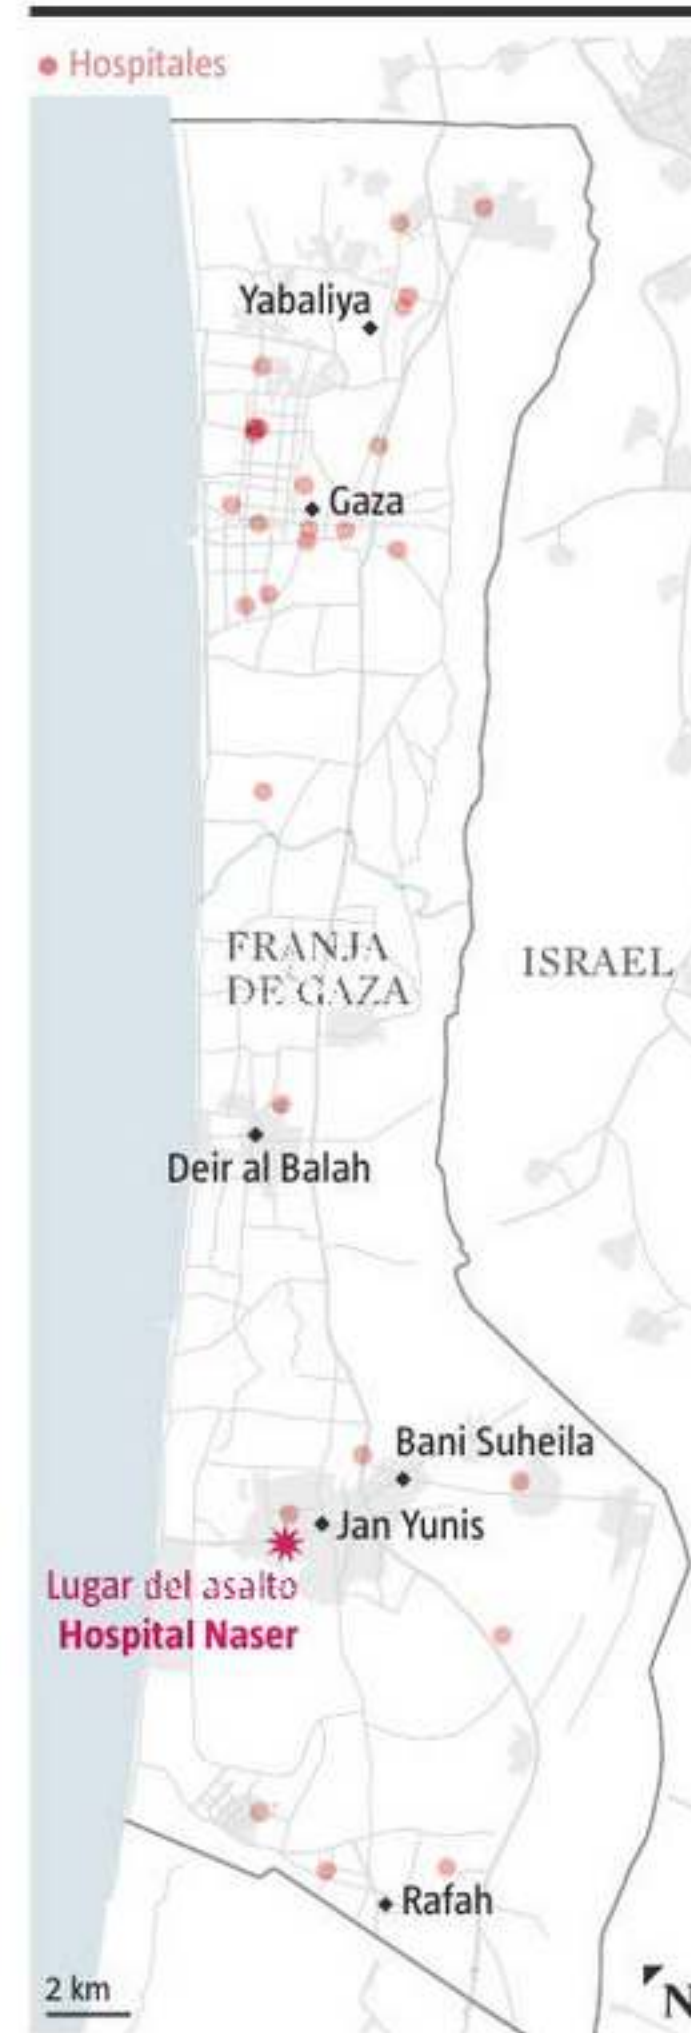 Hospitales
Yabaliya
Gaza
FRANJA
DE GAZA
ISRAEL
Deir al Balah
Bani Suheila
Jan Yunis
Lugar del asalto
Hospital Naser
Rafah
2 km
N